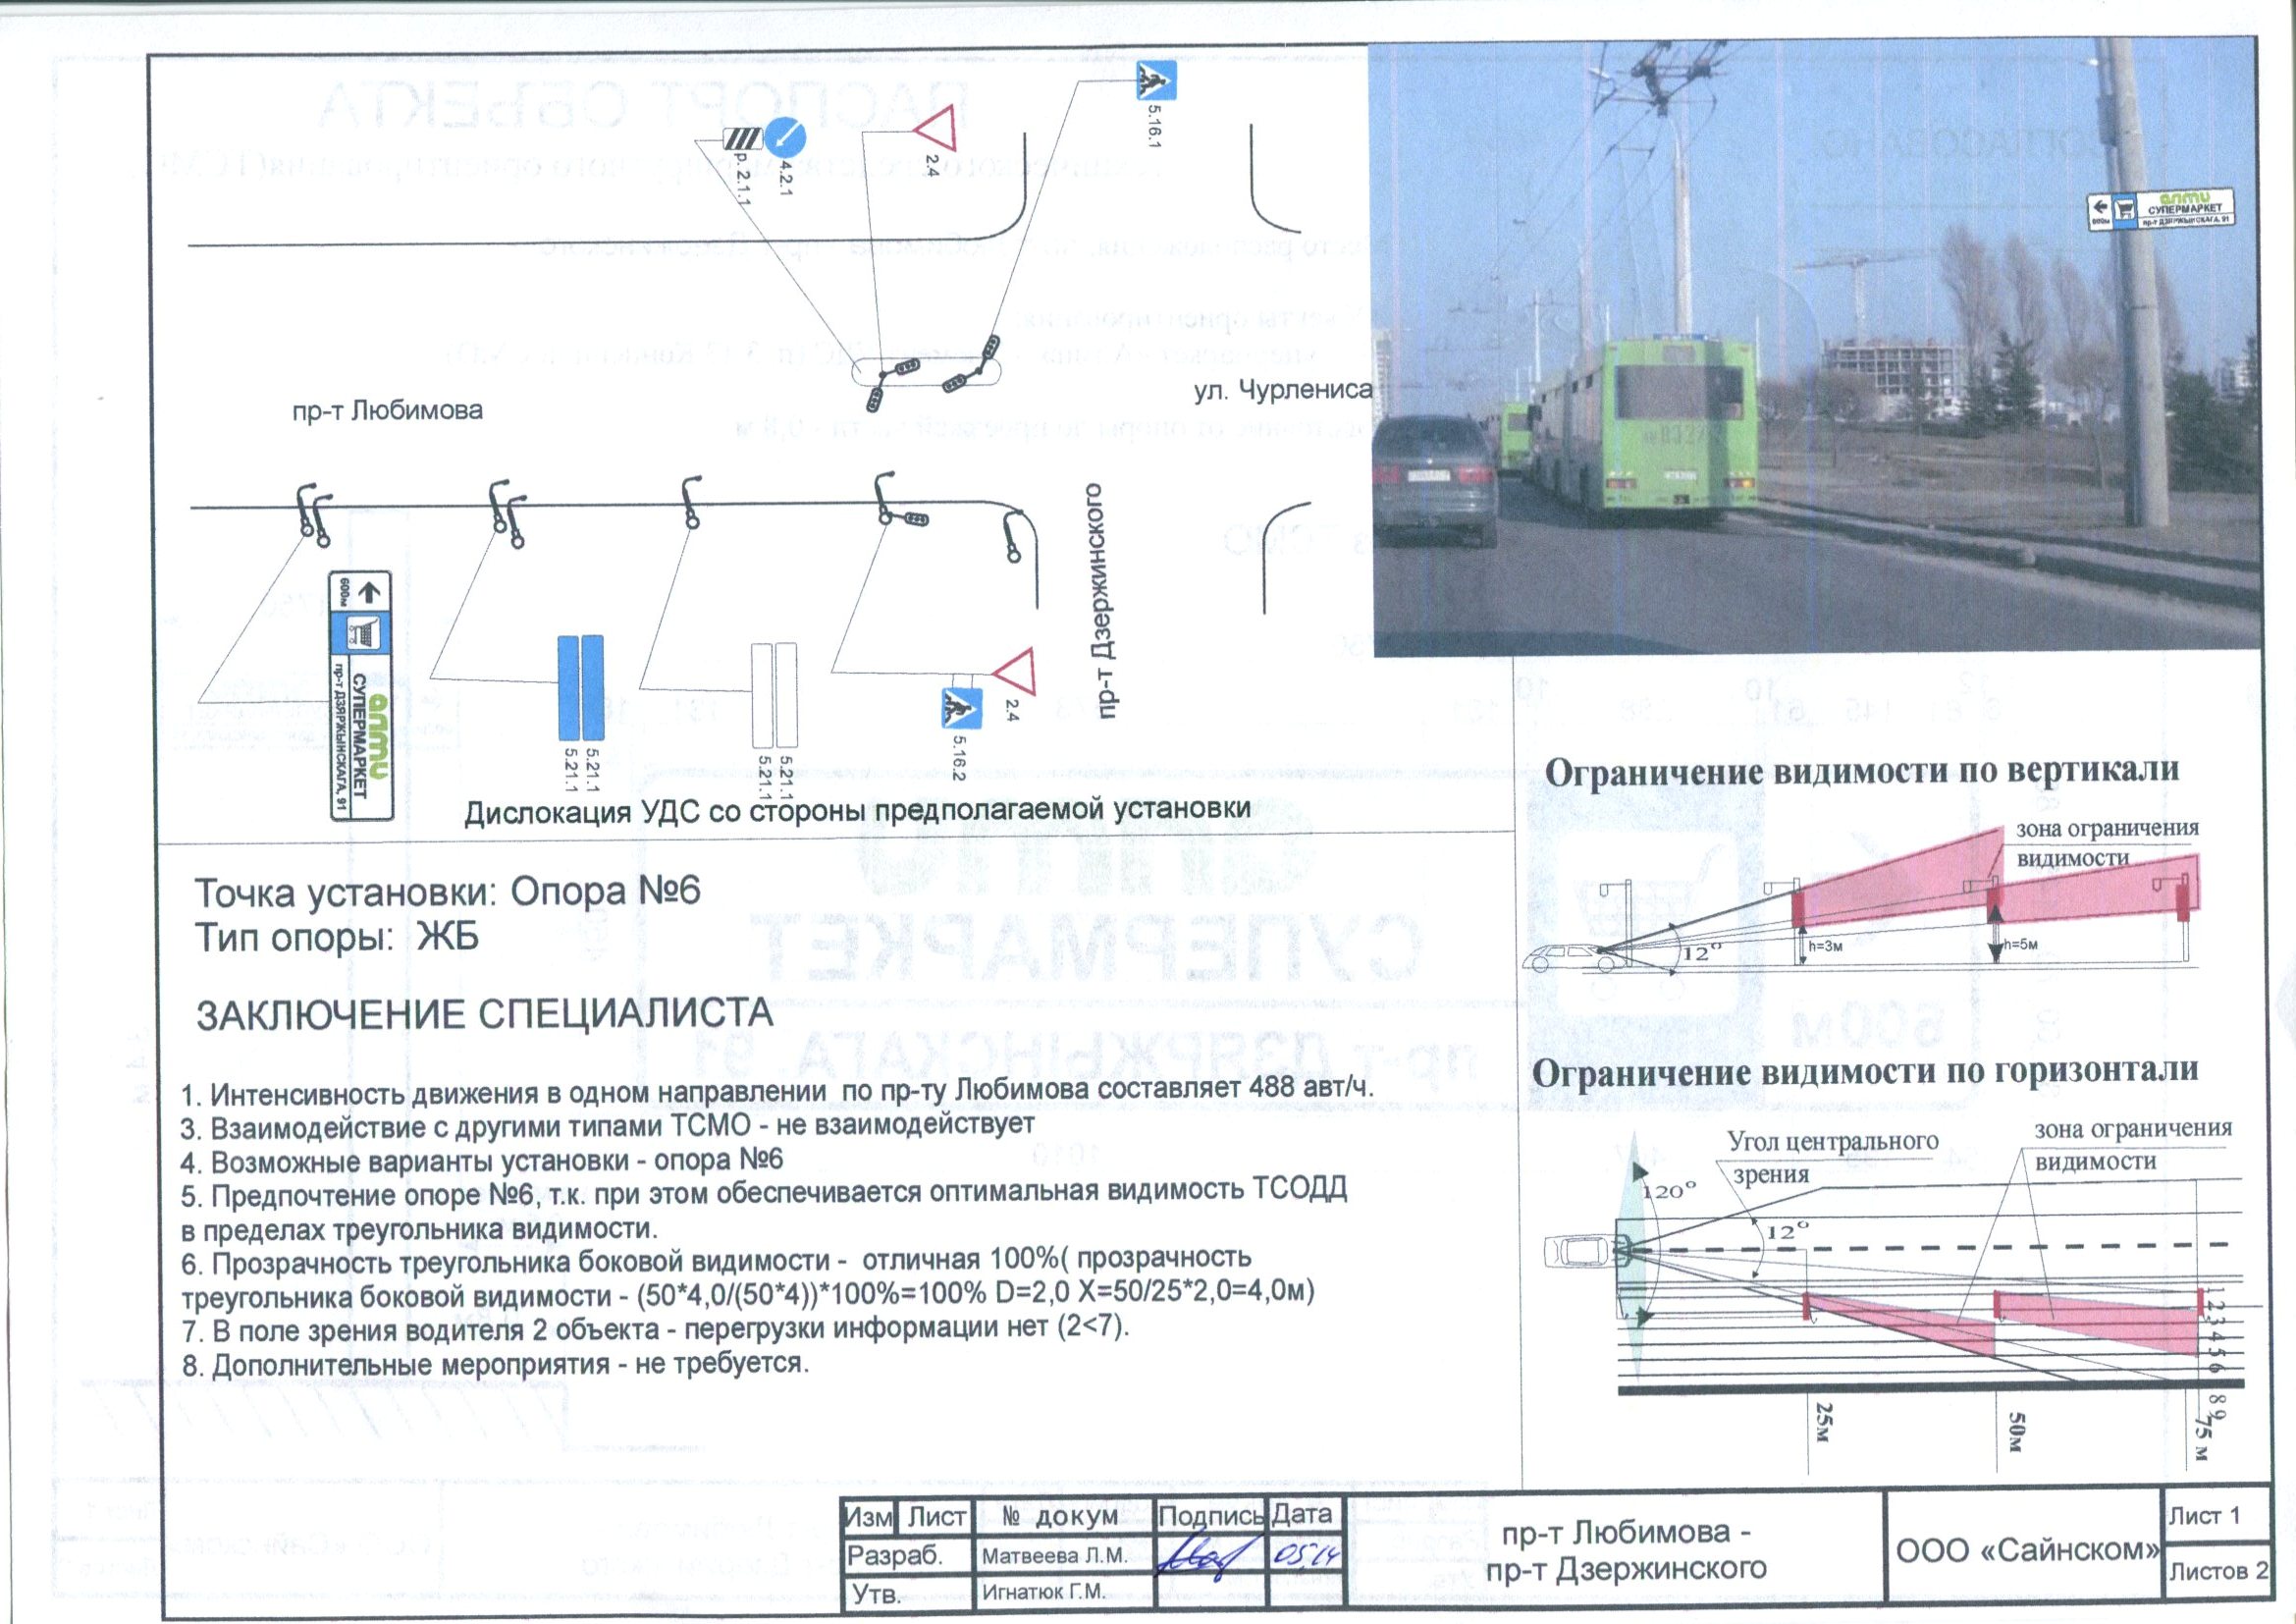 5.16.1
2.4
4.2.1
р. 2.1.1
пр-т Любимова
ул. Чурлениса
пр-т Дзержинского
600м
алми
СУПЕРМАРКЕТ
пр-т ДЗЯРЖЫНСКАГА, 91
5.21.1
5.21.1
5.21.1
5.21.1
5.16.2
2.4
Дислокация УДС со стороны предполагаемой установки
600м
алми
СУПЕРМАРКЕТ
пр-т ДЗЯРЖЫНСКАГА, 91
Точка установки: Опора №6
Тип опоры: ЖБ
ЗАКЛЮЧЕНИЕ СПЕЦИАЛИСТА
1. Интенсивность движения в одном направлении по пр-ту Любимова составляет 488 авт/ч.
3. Взаимодействие с другими типами ТСМО - не взаимодействует
4. Возможные варианты установки - опора №6
5. Предпочтение опоре №6, т.к. при этом обеспечивается оптимальная видимость ТСОДД
в пределах треугольника видимости.
6. Прозрачность треугольника боковой видимости - отличная 100%( прозрачность
треугольника боковой видимости - (50*4,0/(50*4))*100%=100% D=2,0 X=50/25*2,0=4,0м)
7. В поле зрения водителя 2 объекта - перегрузки информации нет (2<7).
8. Дополнительные мероприятия - не требуется.
Ограничение видимости по вертикали
зона ограничения
видимости
12°
h=3м
h=5м
Ограничение видимости по горизонтали
Угол центрального
зрения
зона ограничения
видимости
120°
12°
1 2 3 4 5 6 8 9
25м
50м
75 м
Изм Лист № докум Подпись Дата
Разраб. Матвеева Л.М. 05.14
Утв. Игнатюк Г.М.
пр-т Любимова -
пр-т Дзержинского
ООО «Сайнском»
Лист 1
Листов 2